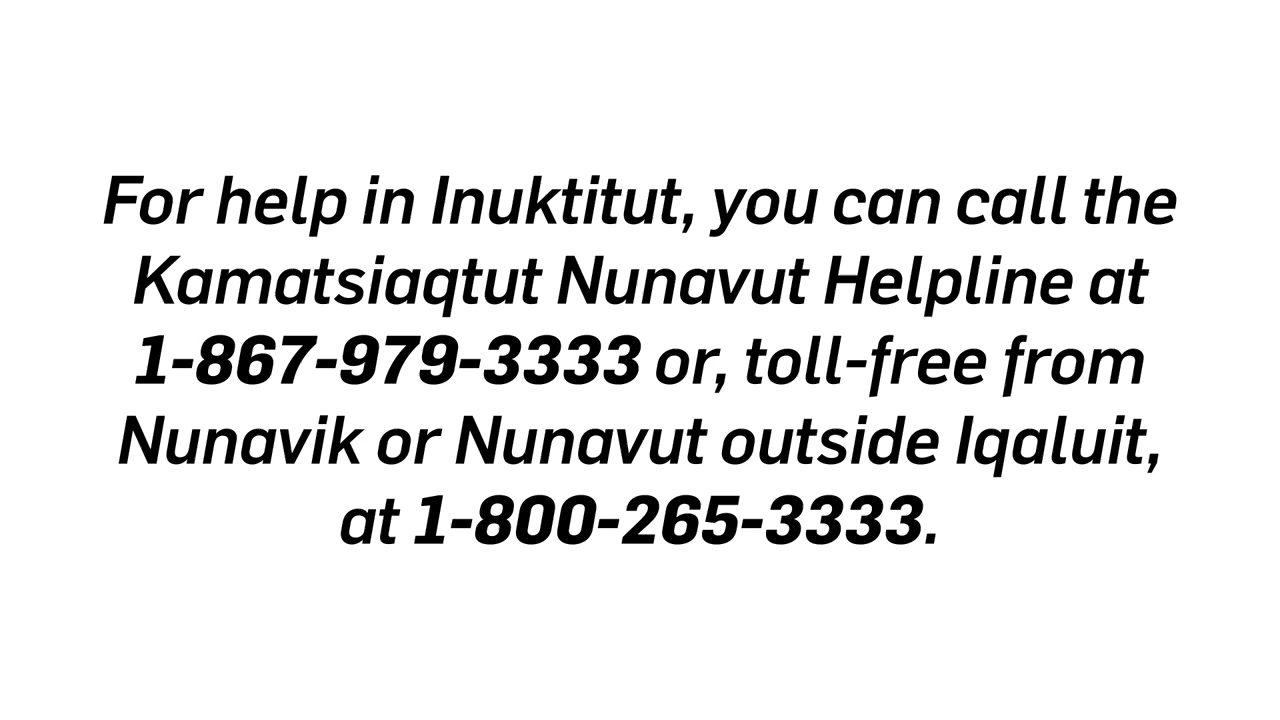 For help in Inuktitut, you can call the
Kamatsiaqtut Nunavut Helpline at
1-867-979-3333 or, toll-free from
Nunavik or Nunavut outside Iqaluit,
at 1-800-265-3333.